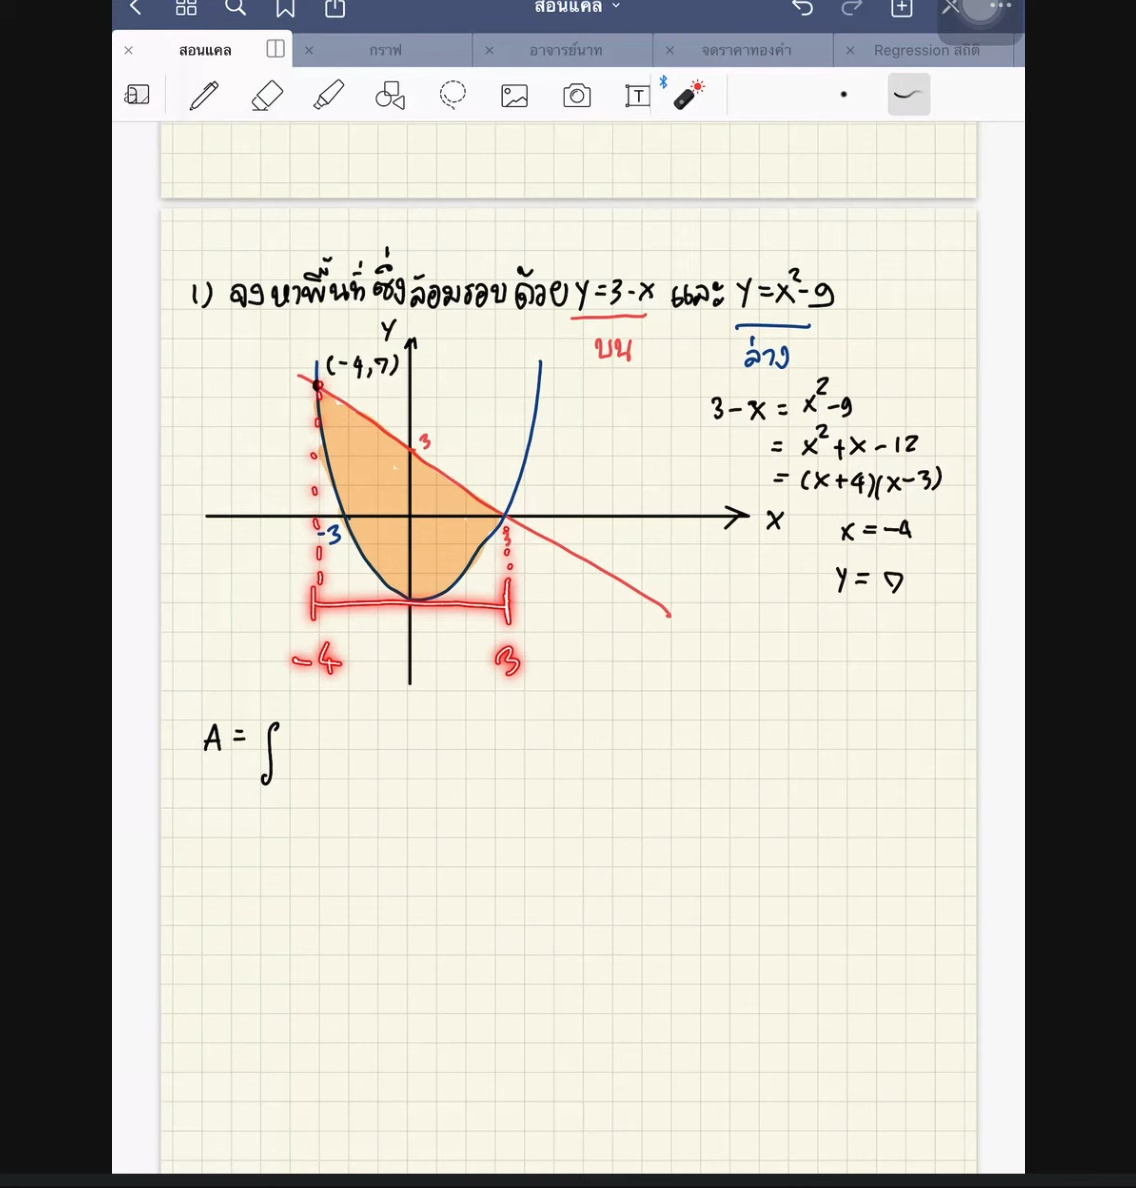 สอนแคล
สอนแคล
กราฟ
อาจารย์นาท
จดราคาทองคำ
Regression สถิติ
1) จงหาพื้นที่ ซึ่งล้อมรอบด้วย y=3-x และ y=x²-9
บน
ล่าง
Y
(-4,7)
3
-3
3
X
-4
3
3-x = x²-9
= x²+x-12
= (x+4)(x-3)
x = -4
y = 7
A = ∫